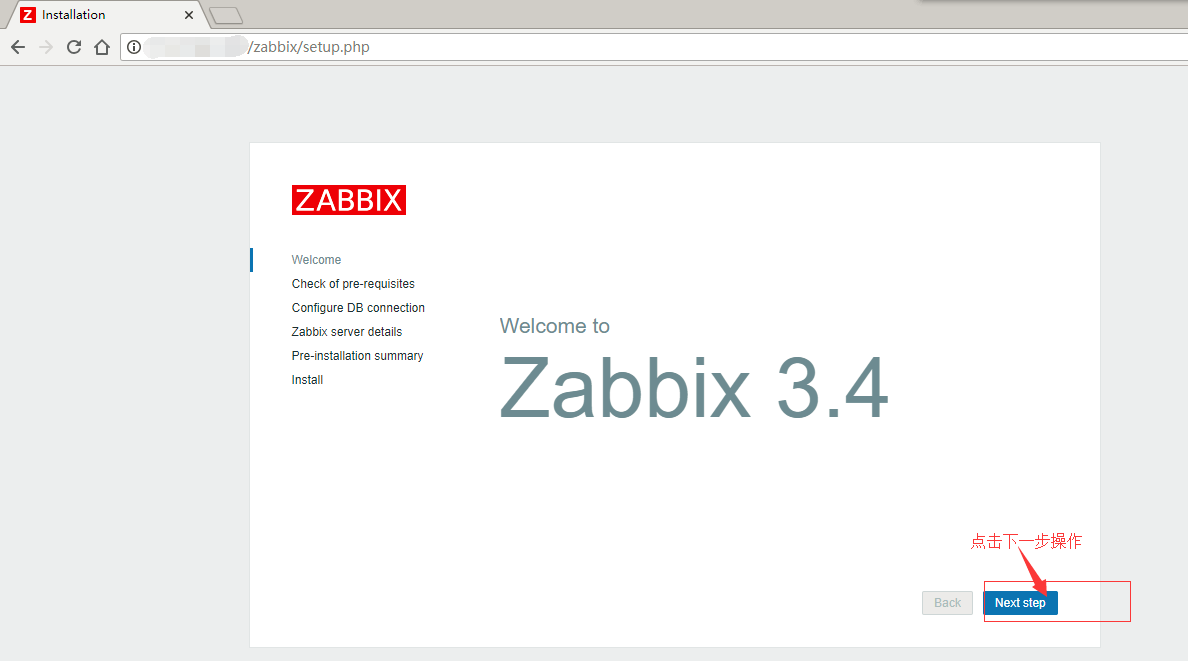 Z Installation
/zabbix/setup.php
ZABBIX
Welcome
Check of pre-requisites
Configure DB connection
Zabbix server details
Pre-installation summary
Install
Welcome to
Zabbix 3.4
点击下一步操作
Back
Next step